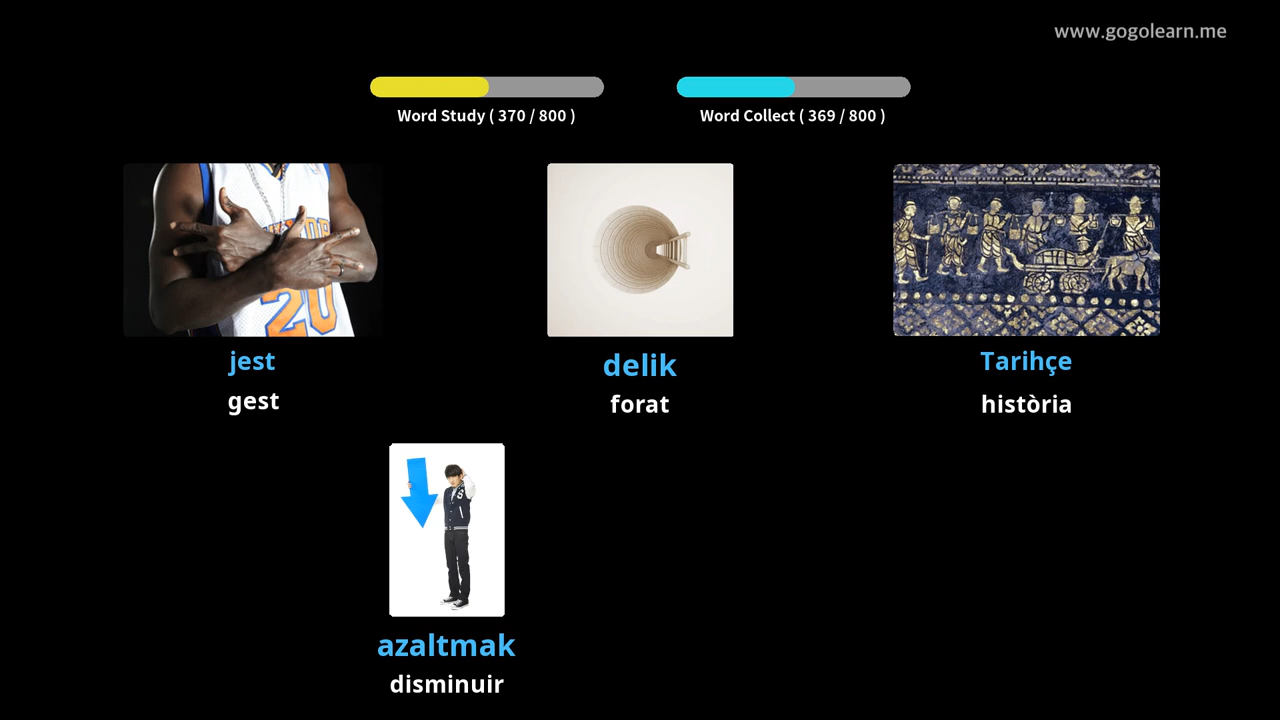 www.gogolearn.me
Word Study ( 370 / 800 )
Word Collect ( 369 / 800 )
20
jest
gest
delik
forat
Tarihçe
història
S
azaltmak
disminuir